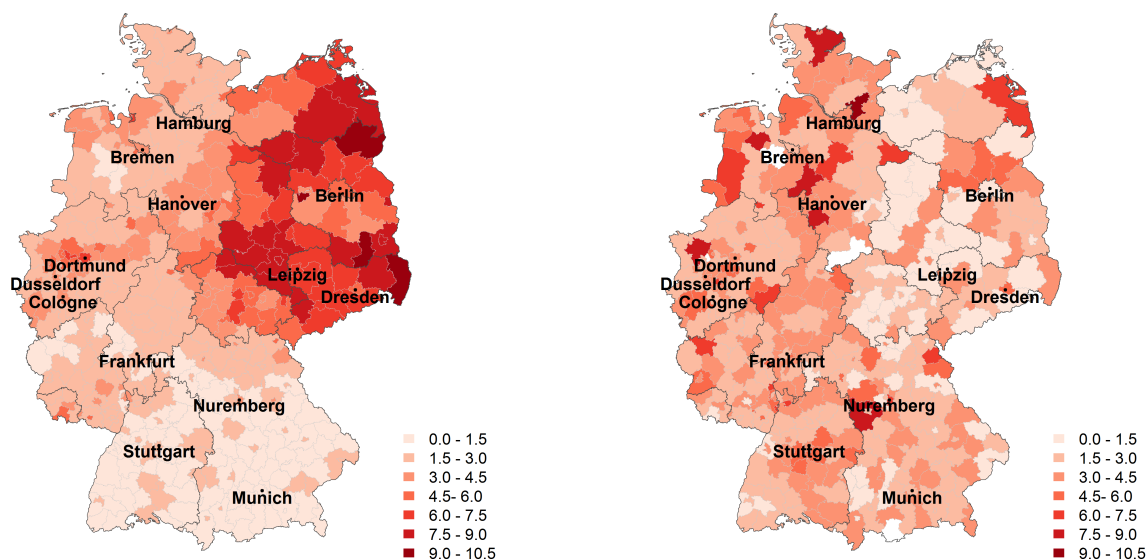 Hamburg
Bremen
Hanover
Berlin
Dortmund
Dusseldorf
Cologne
Leipzig
Dresden
Frankfurt
Nuremberg
Stuttgart
Munich
0.0 - 1.5
1.5 - 3.0
3.0 - 4.5
4.5- 6.0
6.0 - 7.5
7.5 - 9.0
9.0 - 10.5
Hamburg
Bremen
Hanover
Berlin
Dortmund
Dusseldorf
Cologne
Leipzig
Dresden
Frankfurt
Nuremberg
Stuttgart
Munich
0.0 - 1.5
1.5 - 3.0
3.0 - 4.5
4.5- 6.0
6.0 - 7.5
7.5 - 9.0
9.0 - 10.5